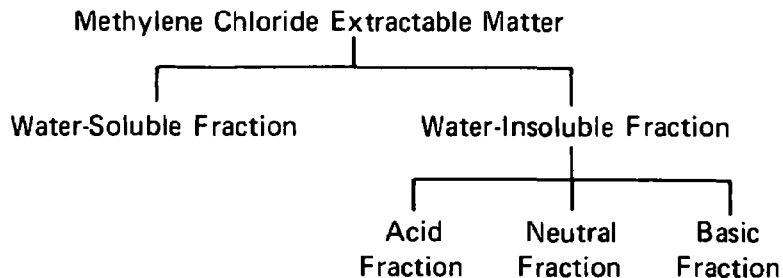 Methylene Chloride Extractable Matter
Water-Soluble Fraction
Water-Insoluble Fraction
Acid Fraction
Neutral Fraction
Basic Fraction